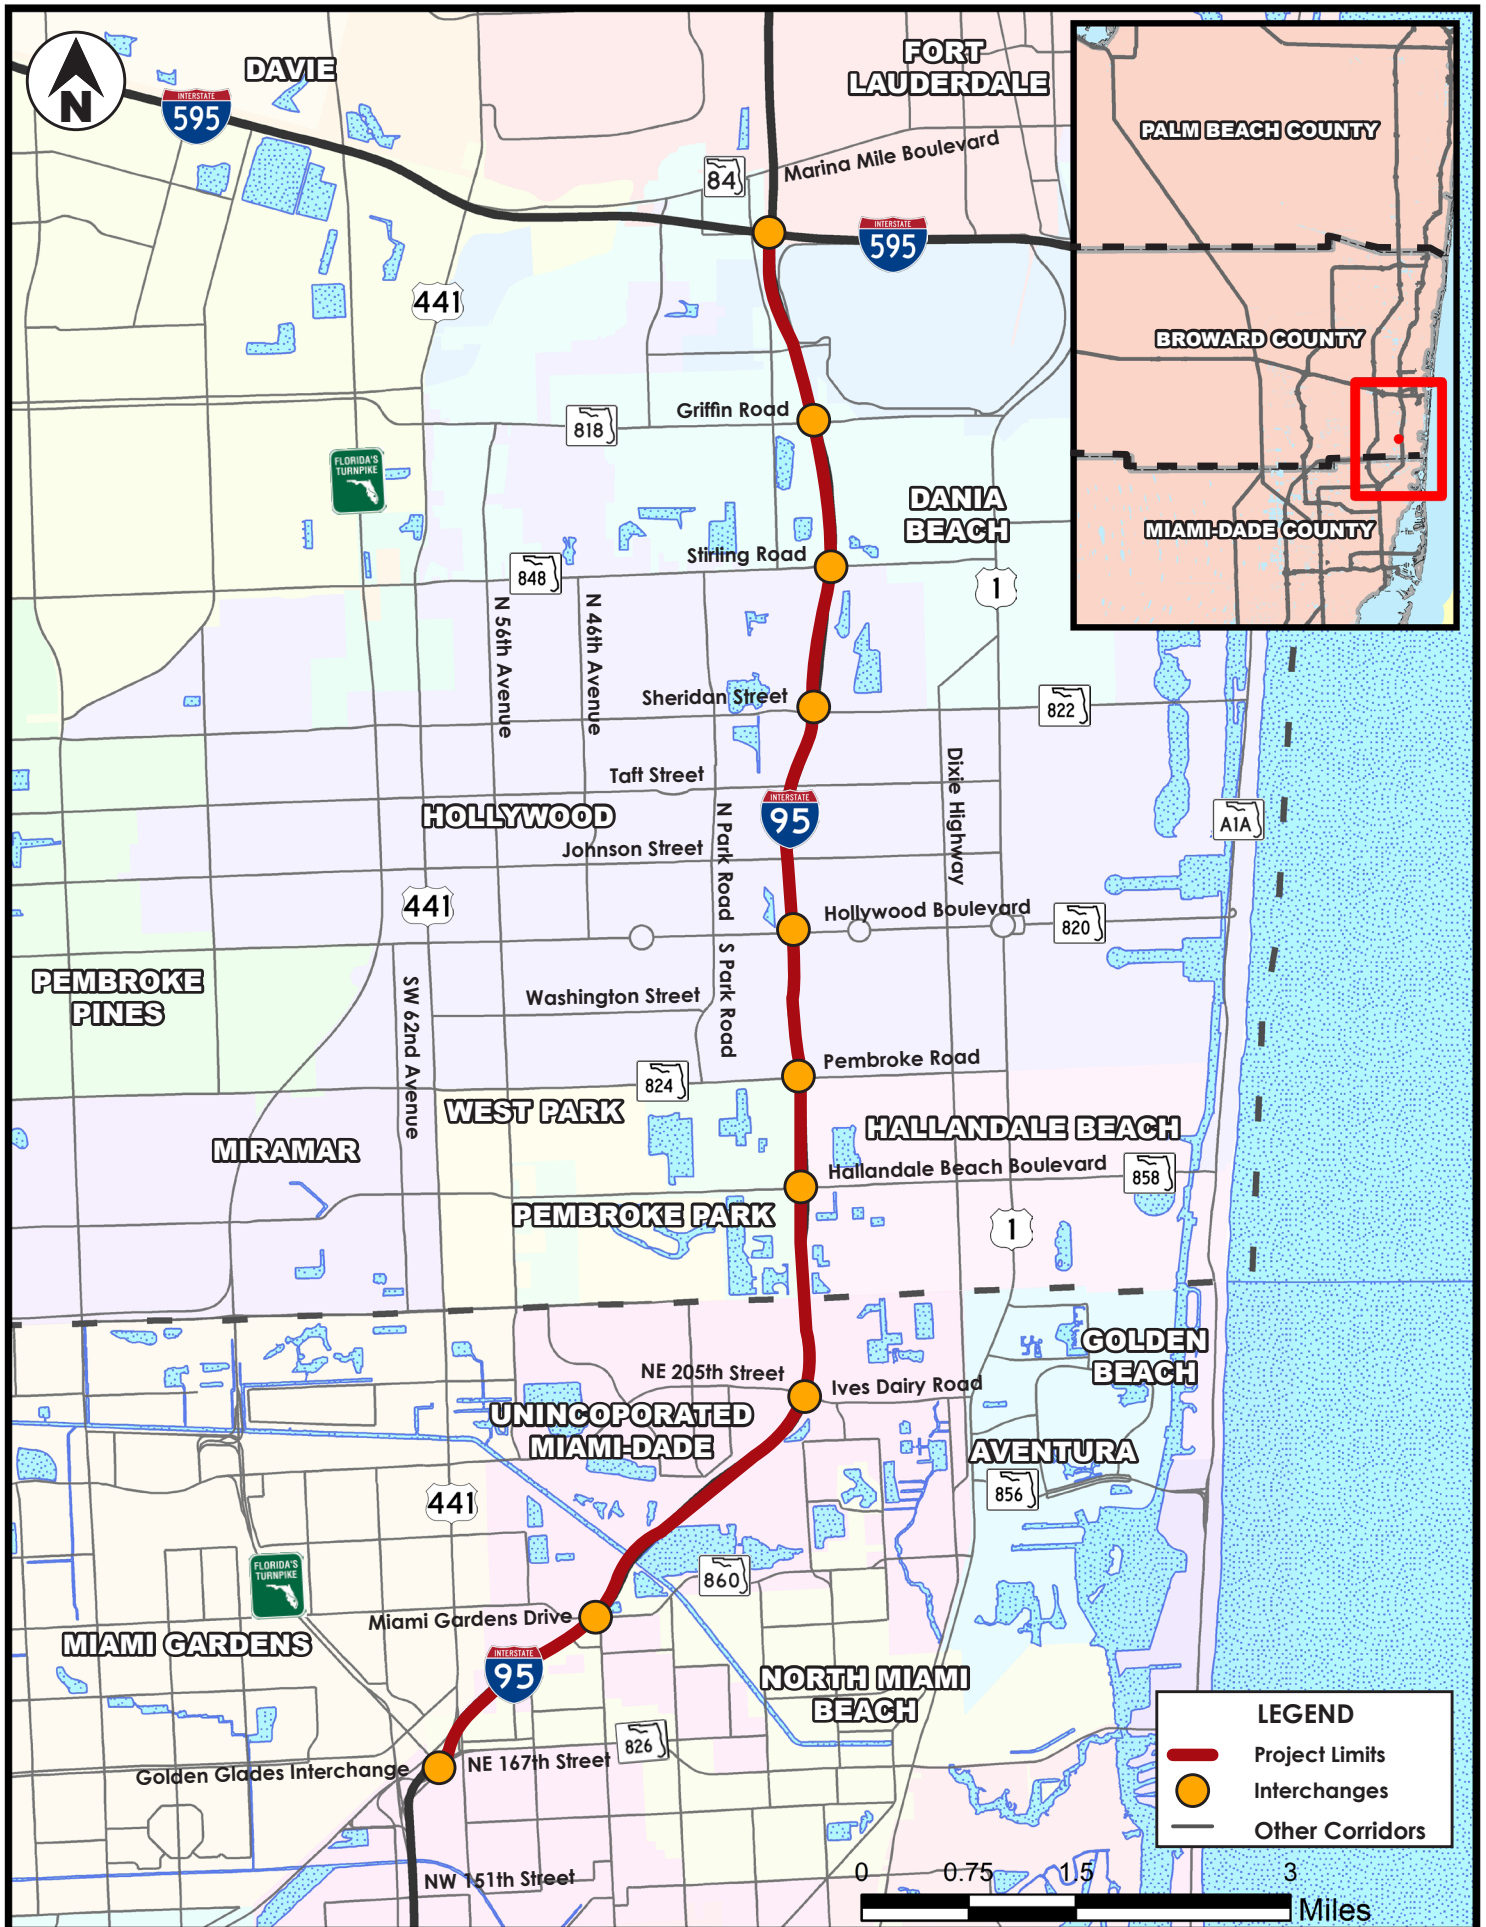 N
DAVIE
INTERSTATE
595
FORT
LAUDERDALE
PALM BEACH COUNTY
84
Marina Mile Boulevard
INTERSTATE
595
441
BROWARD COUNTY
Griffin Road
818
FLORIDA'S
TURNPIKE
DANIA
BEACH
MIAMI-DADE COUNTY
Stirling Road
848
1
N 56th Avenue
N 46th Avenue
Sheridan Street
822
Taft Street
INTERSTATE
95
HOLLYWOOD
Dixie Highway
A1A
N Park Road
Johnson Street
441
Hollywood Boulevard
820
PEMBROKE
PINES
S Park Road
Washington Street
SW 62nd Avenue
Pembroke Road
824
WEST PARK
HALLANDALE BEACH
MIRAMAR
Hallandale Beach Boulevard
858
PEMBROKE PARK
1
GOLDEN
BEACH
NE 205th Street
Ives Dairy Road
UNINCOPORATED
MIAMI-DADE
AVENTURA
856
441
FLORIDA'S
TURNPIKE
860
Miami Gardens Drive
MIAMI GARDENS
INTERSTATE
95
NORTH MIAMI
BEACH
826
NE 167th Street
Golden Glades Interchange
LEGEND
Project Limits
Interchanges
Other Corridors
NW 151th Street
0 0.75 1.5 3
Miles